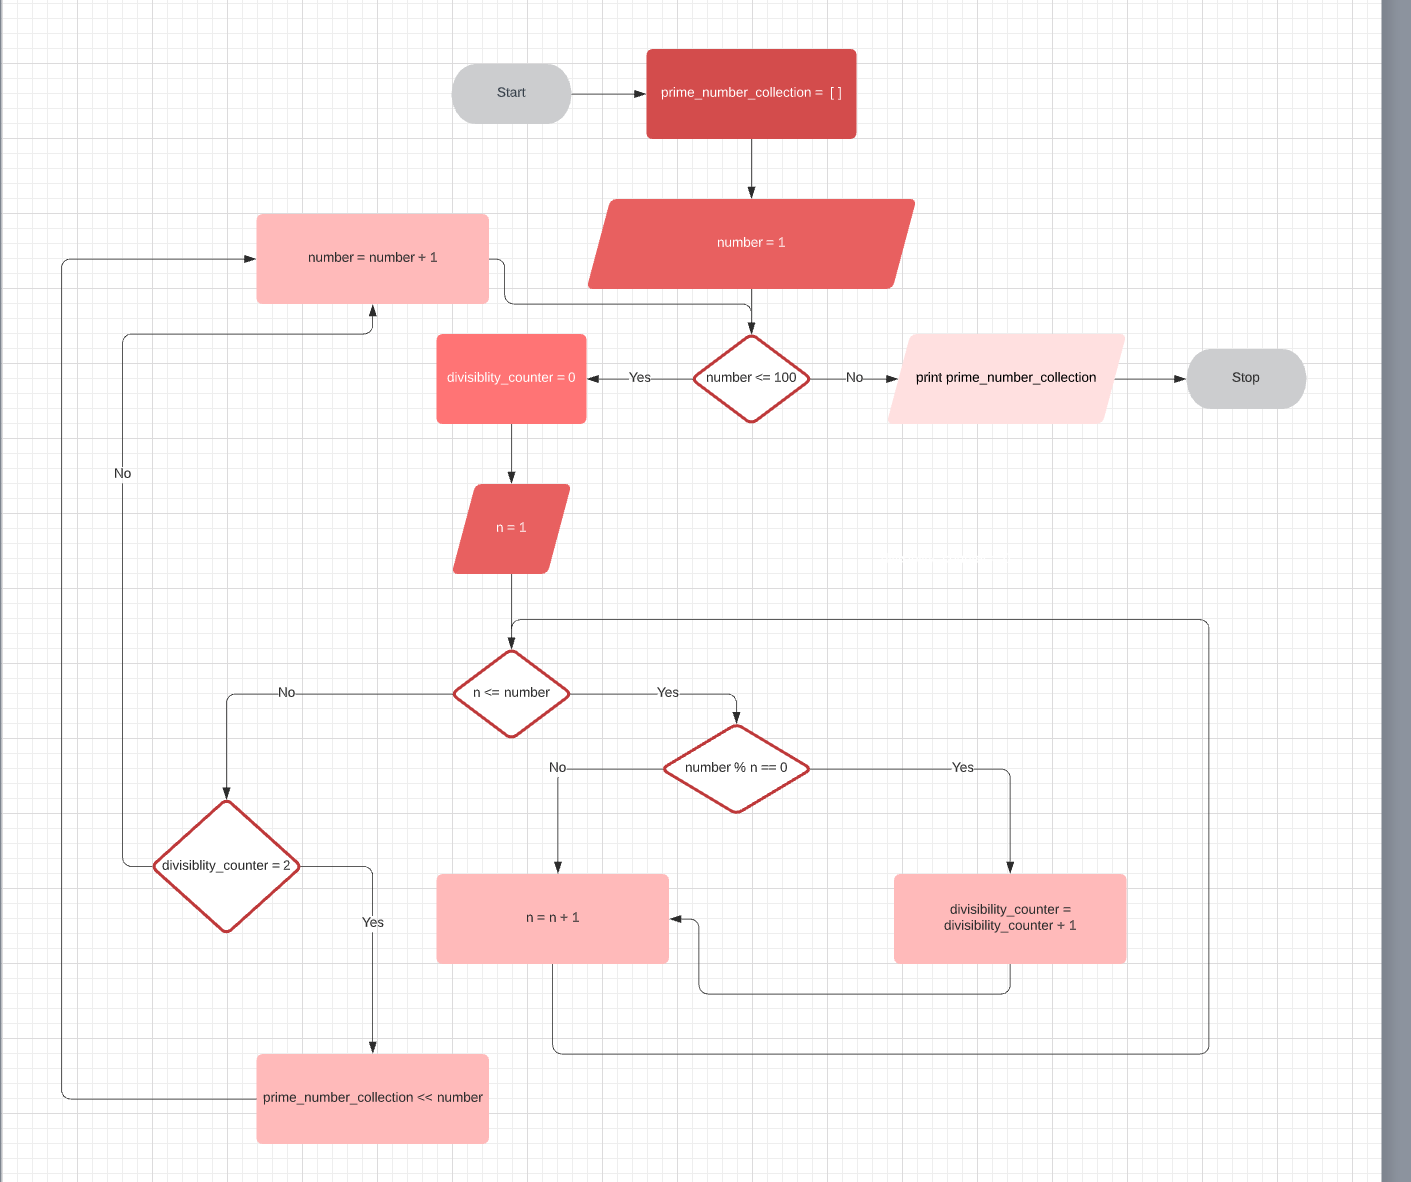 Start
prime_number_collection = [ ]
number = 1
number = number + 1
divisiblity_counter = 0
Yes
number <= 100
No
print prime_number_collection
Stop
No
n = 1
n <= number
No
Yes
number % n == 0
No
Yes
divisiblity_counter = 2
Yes
n = n + 1
divisibility_counter =
divisibility_counter + 1
prime_number_collection << number